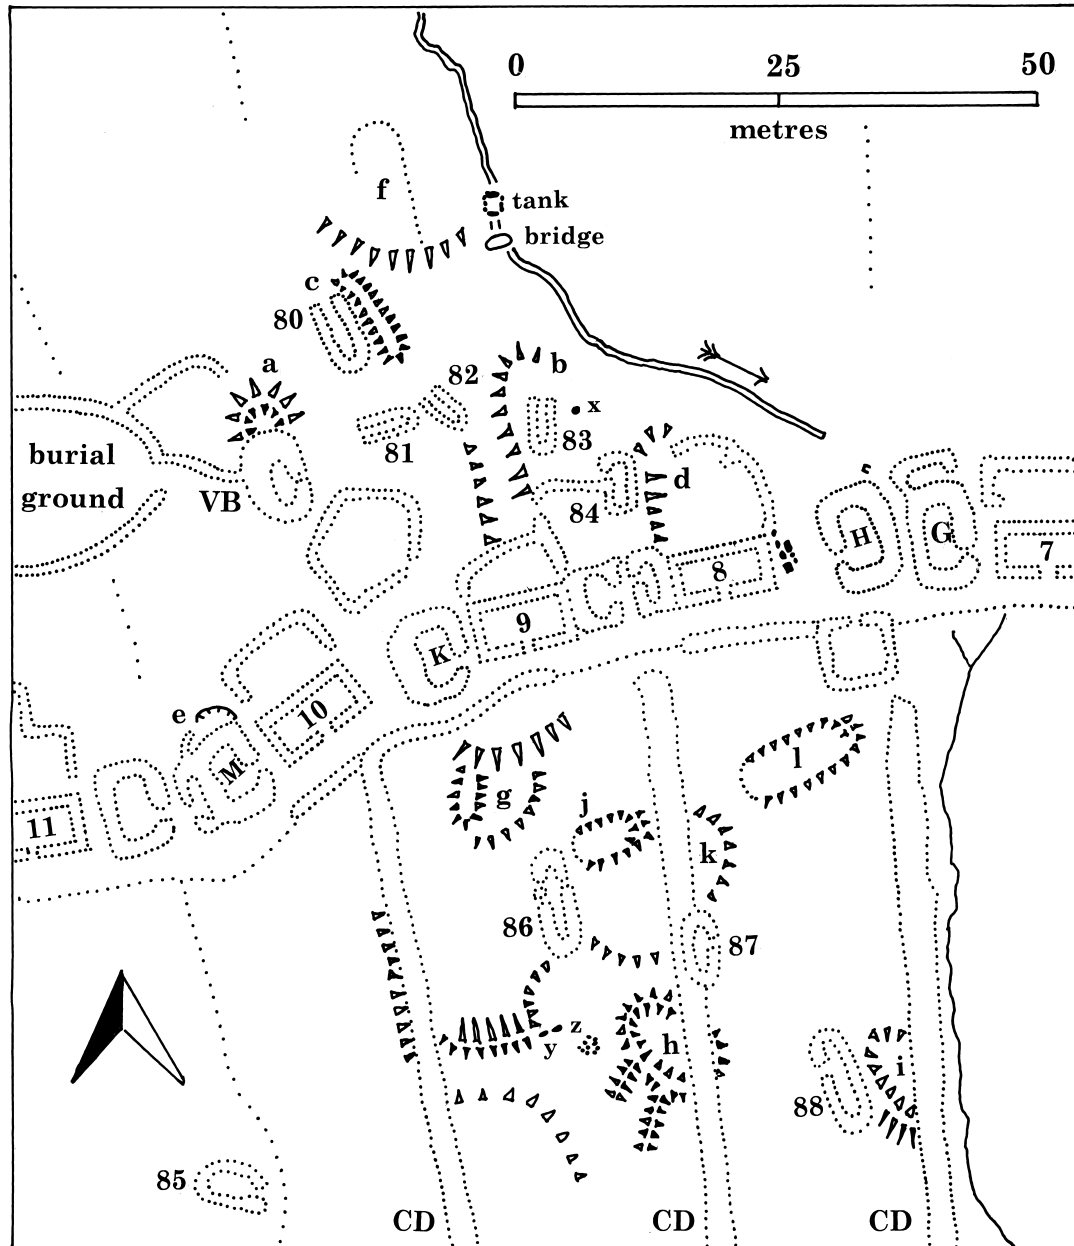 0 25 50
metres
f
tank
bridge
c
80
a
82
b
x
81
83
burial
ground
VB
d
84
H
G
7
8
9
K
10
e
M
11
g
l
j
k
86
87
z
y
h
i
88
85
CD
CD
CD